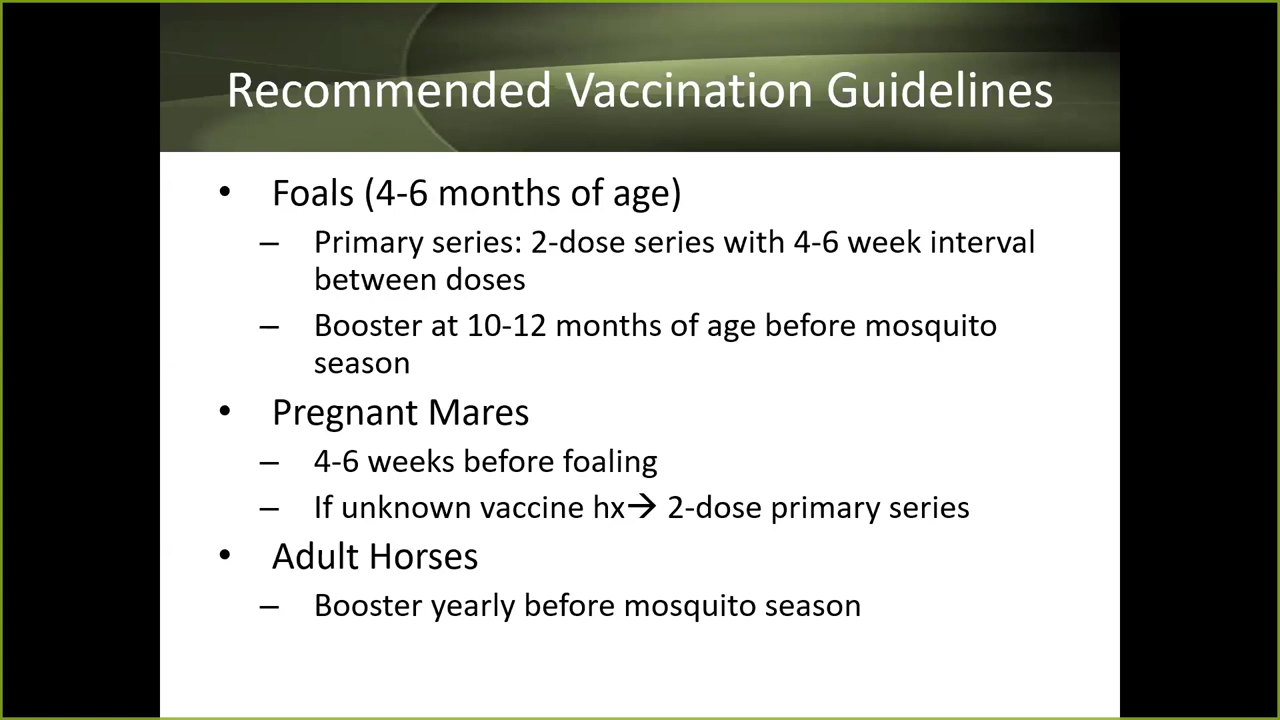 Recommended Vaccination Guidelines
• Foals (4-6 months of age)
– Primary series: 2-dose series with 4-6 week interval
between doses
– Booster at 10-12 months of age before mosquito
season
• Pregnant Mares
– 4-6 weeks before foaling
– If unknown vaccine hx→ 2-dose primary series
• Adult Horses
– Booster yearly before mosquito season